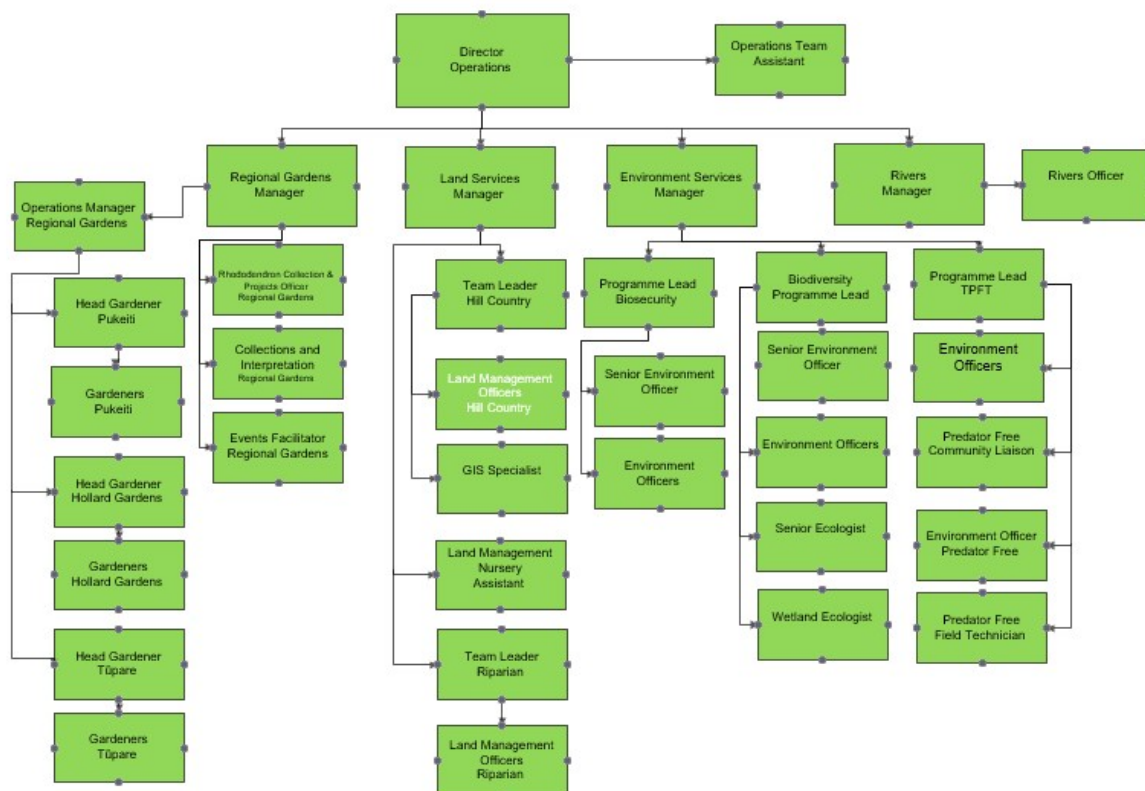 Director
Operations
Operations Team
Assistant
Regional Gardens
Manager
Land Services
Manager
Environment Services
Manager
Rivers
Manager
Rivers Officer
Operations Manager
Regional Gardens
Rhododendron Collection &
Projects Officer
Regional Gardens
Collections and
Interpretation
Regional Gardens
Events Facilitator
Regional Gardens
Head Gardener
Pukeiti
Gardeners
Pukeiti
Head Gardener
Hollard Gardens
Gardeners
Hollard Gardens
Head Gardener
Tūpare
Gardeners
Tūpare
Team Leader
Hill Country
Land Management
Officers
Hill Country
GIS Specialist
Land Management
Nursery
Assistant
Team Leader
Riparian
Land Management
Officers
Riparian
Programme Lead
Biosecurity
Senior Environment
Officer
Environment
Officers
Biodiversity
Programme Lead
Senior Environment
Officer
Environment Officers
Senior Ecologist
Wetland Ecologist
Programme Lead
TPFT
Environment
Officers
Predator Free
Community Liaison
Environment Officer
Predator Free
Predator Free
Field Technician